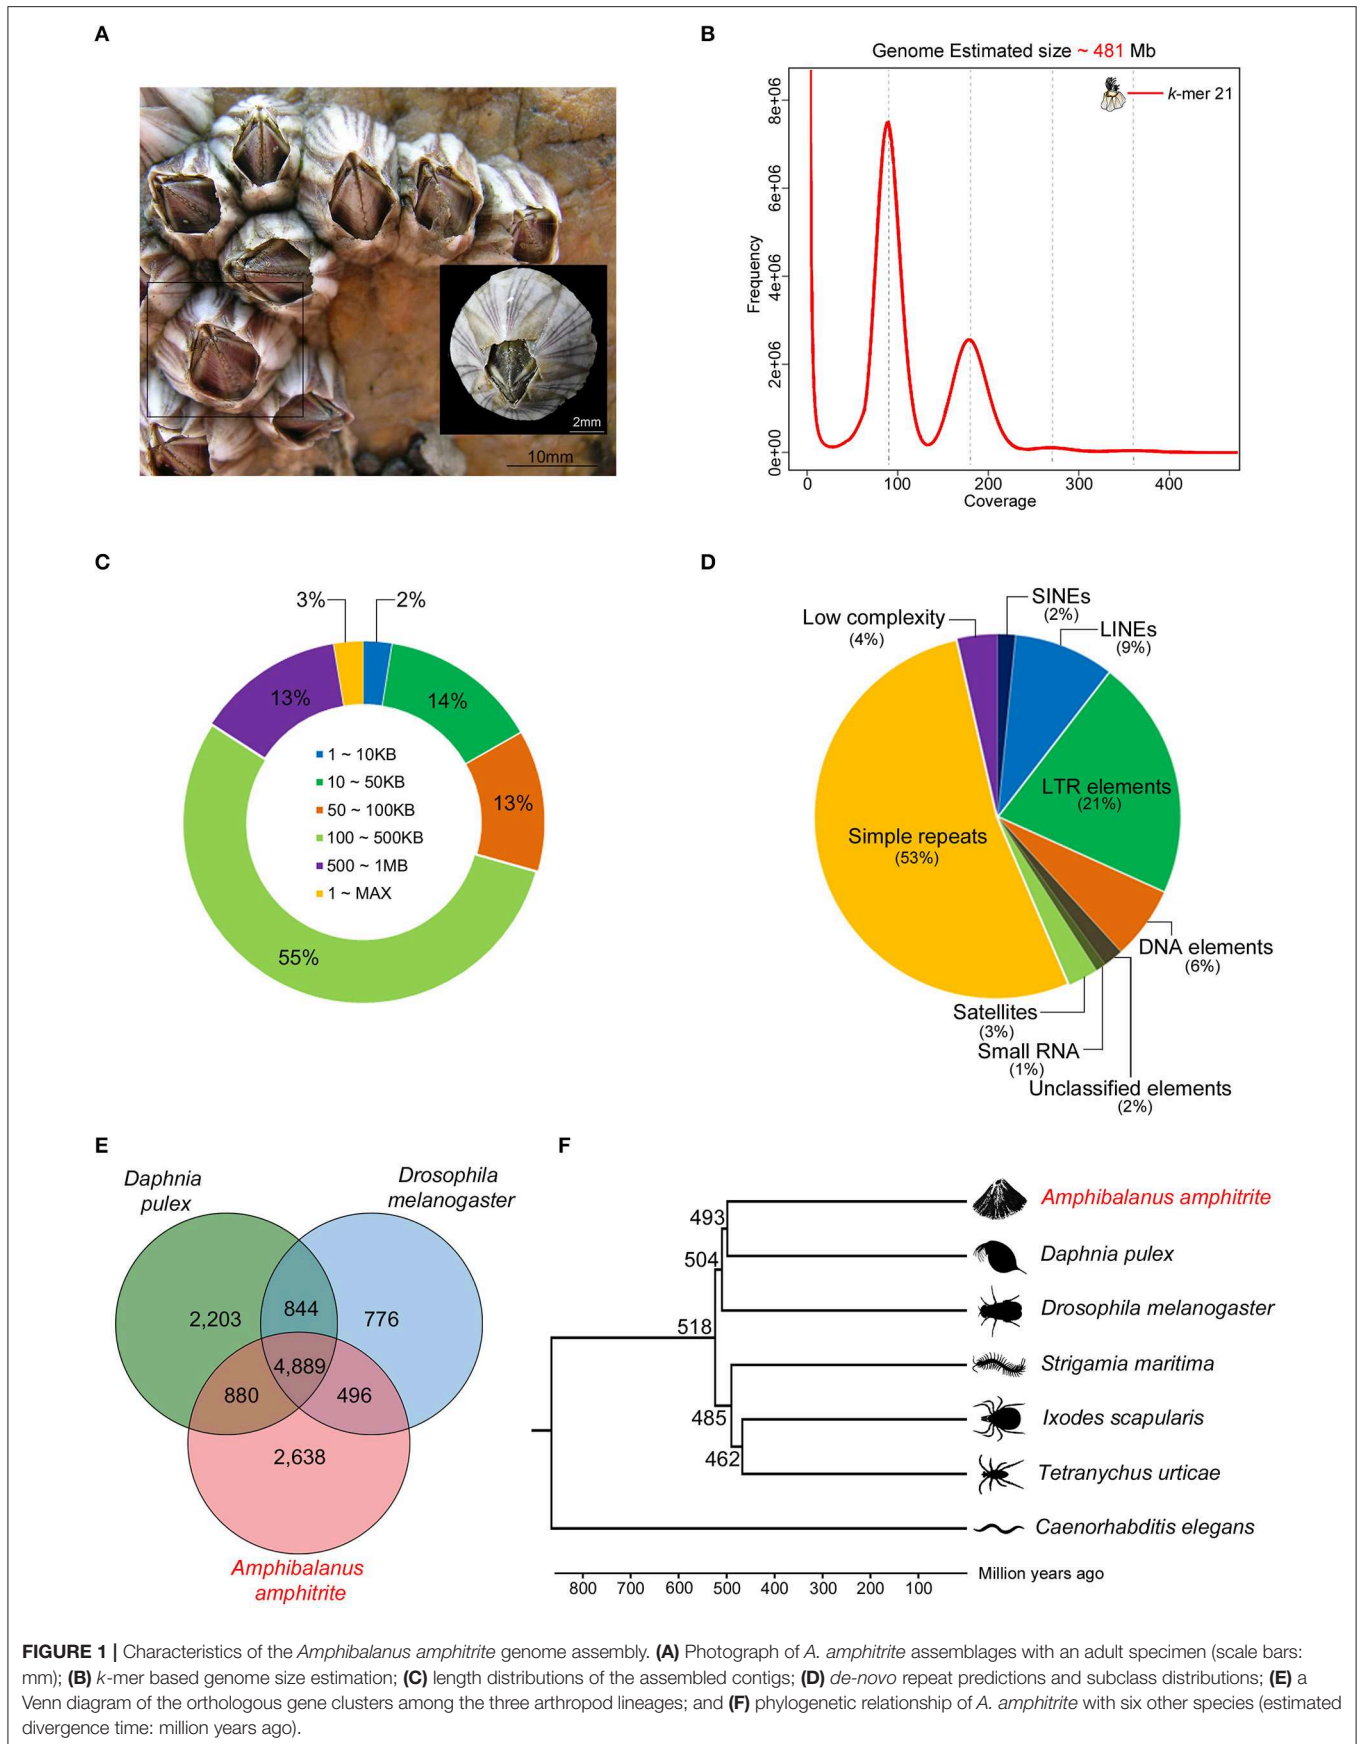 A
2mm
10mm
B
Genome Estimated size ~ 481 Mb
k-mer 21
Frequency
0e+00
2e+06
4e+06
6e+06
8e+06
0
100
200
300
400
Coverage
C
3%
2%
13%
14%
13%
55%
1 ~ 10KB
10 ~ 50KB
50 ~ 100KB
100 ~ 500KB
500 ~ 1MB
1 ~ MAX
D
SINEs
(2%)
LINEs
(9%)
Low complexity
(4%)
LTR elements
(21%)
Simple repeats
(53%)
DNA elements
(6%)
Satellites
(3%)
Small RNA
(1%)
Unclassified elements
(2%)
E
Daphnia
pulex
Drosophila
melanogaster
2,203
844
776
4,889
880
496
2,638
Amphibalanus
amphitrite
F
493
504
518
485
462
Amphibalanus amphitrite
Daphnia pulex
Drosophila melanogaster
Strigamia maritima
Ixodes scapularis
Tetranychus urticae
Caenorhabditis elegans
800
700
600
500
400
300
200
100
Million years ago
FIGURE 1 | Characteristics of the Amphibalanus amphitrite genome assembly. (A) Photograph of A. amphitrite assemblages with an adult specimen (scale bars:
mm); (B) k-mer based genome size estimation; (C) length distributions of the assembled contigs; (D) de-novo repeat predictions and subclass distributions; (E) a
Venn diagram of the orthologous gene clusters among the three arthropod lineages; and (F) phylogenetic relationship of A. amphitrite with six other species (estimated
divergence time: million years ago).